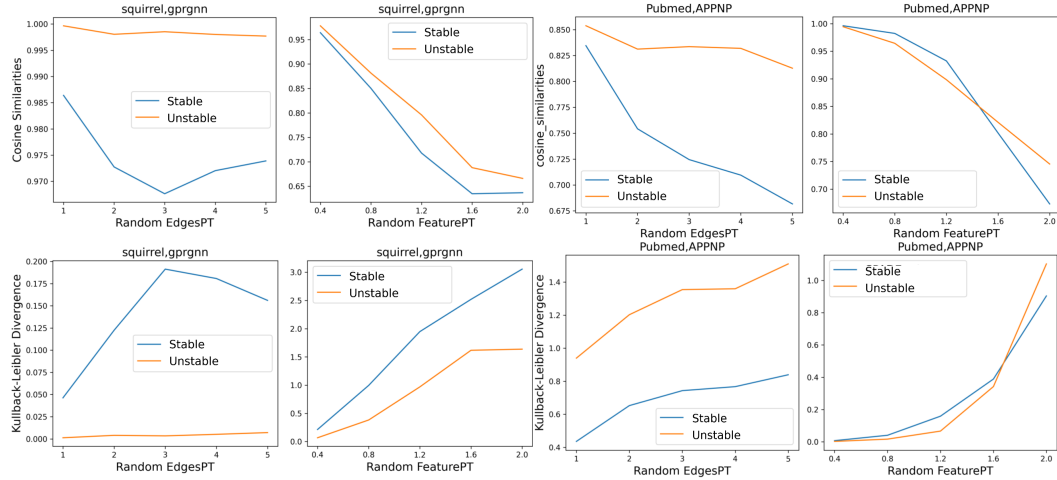 squirrel,gprgnn
Cosine Similarities
1.000
0.995
0.990
0.985
0.980
0.975
0.970
Stable
Unstable
1 2 3 4 5
Random EdgesPT
squirrel,gprgnn
0.95
0.90
0.85
0.80
0.75
0.70
0.65
Stable
Unstable
0.4 0.8 1.2 1.6 2.0
Random FeaturePT
Pubmed,APPNP
cosine_similarities
0.850
0.825
0.800
0.775
0.750
0.725
0.700
0.675
Stable
Unstable
1 2 3 4 5
Random EdgesPT
Pubmed,APPNP
1.00
0.95
0.90
0.85
0.80
0.75
0.70
Stable
Unstable
0.4 0.8 1.2 1.6 2.0
Random FeaturePT
squirrel,gprgnn
Kullback-Leibler Divergence
0.200
0.175
0.150
0.125
0.100
0.075
0.050
0.025
0.000
Stable
Unstable
1 2 3 4 5
Random EdgesPT
squirrel,gprgnn
3.0
2.5
2.0
1.5
1.0
0.5
0.0
Stable
Unstable
0.4 0.8 1.2 1.6 2.0
Random FeaturePT
Pubmed,APPNP
Kullback-Leibler Divergence
1.4
1.2
1.0
0.8
0.6
0.4
Stable
Unstable
1 2 3 4 5
Random EdgesPT
Pubmed,APPNP
1.0
0.8
0.6
0.4
0.2
0.0
Stable
Unstable
0.4 0.8 1.2 1.6 2.0
Random FeaturePT